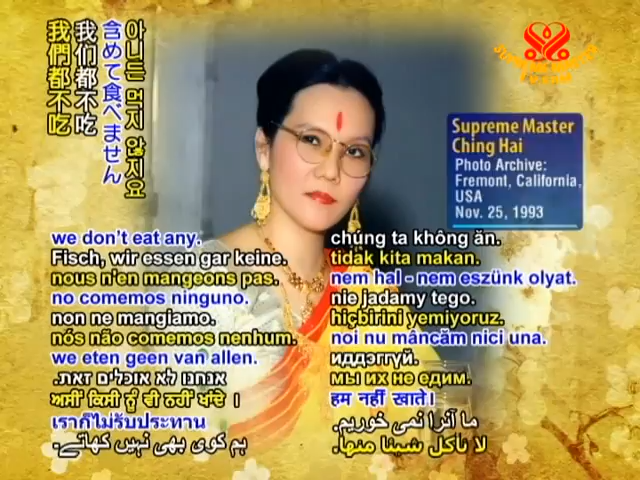 我們都不吃
我们都不吃
含めて食べません
아니든 먹지 않지요
Supreme Master
Ching Hai
Photo Archive:
Fremont, California,
USA
Nov. 25, 1993
we don't eat any.
Fisch, wir essen gar keine.
nous n'en mangeons pas.
no comemos ninguno.
non ne mangiamo.
nós não comemos nenhum.
we eten geen van allen.
אנחנו לא אוכלים זאת.
ਅਸੀਂ ਕਿਸੀ ਨੂੰ ਵੀ ਨਹੀਂ ਖਾਂਦੇ ।
เราก็ไม่รับประทาน
ہم کوی بھی نہیں کھاتے۔
chúng ta không ăn.
tidak kita makan.
nem hal - nem eszünk olyat.
nie jadamy tego.
hiçbirini yemiyoruz.
noi nu mâncăm nici una.
иддэггүй.
мы их не едим.
हम नहीं खाते।
ما آنرا نمی خوریم.
لا نأكل شيئا منها.